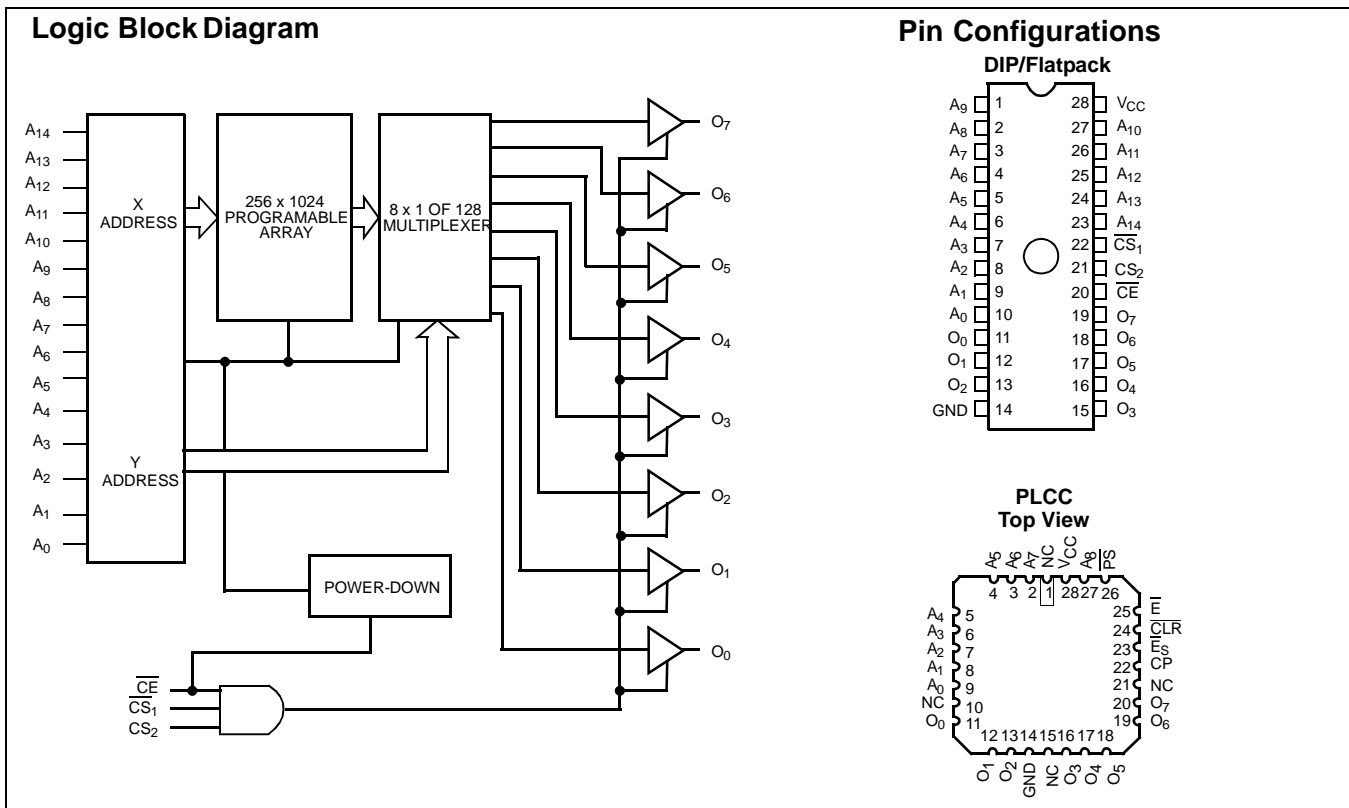 Logic Block Diagram
A14
A13
A12
A11
A10
A9
A8
A7
A6
A5
A4
A3
A2
A1
A0
X
ADDRESS
Y
ADDRESS
256 x 1024
PROGRAMABLE
ARRAY
8 x 1 OF 128
MULTIPLEXER
POWER-DOWN
C̅E̅
C̅S̅1
CS2
O7
O6
O5
O4
O3
O2
O1
O0
Pin Configurations
DIP/Flatpack
A9 1 28 VCC
A8 2 27 A10
A7 3 26 A11
A6 4 25 A12
A5 5 24 A13
A4 6 23 A14
A3 7 22 C̅S̅1
A2 8 21 CS2
A1 9 20 C̅E̅
A0 10 19 O7
O0 11 18 O6
O1 12 17 O5
O2 13 16 O4
GND 14 15 O3
PLCC
Top View
A5 A6 A7 NC VCC A8 P̅S̅
4 3 2 1 28 27 26
A4 5 25 E̅
A3 6 24 C̅L̅R̅
A2 7 23 E̅S
A1 8 22 CP
A0 9 21 NC
NC 10 20 O7
O0 11 19 O6
12 13 14 15 16 17 18
O1 O2 GND NC O3 O4 O5